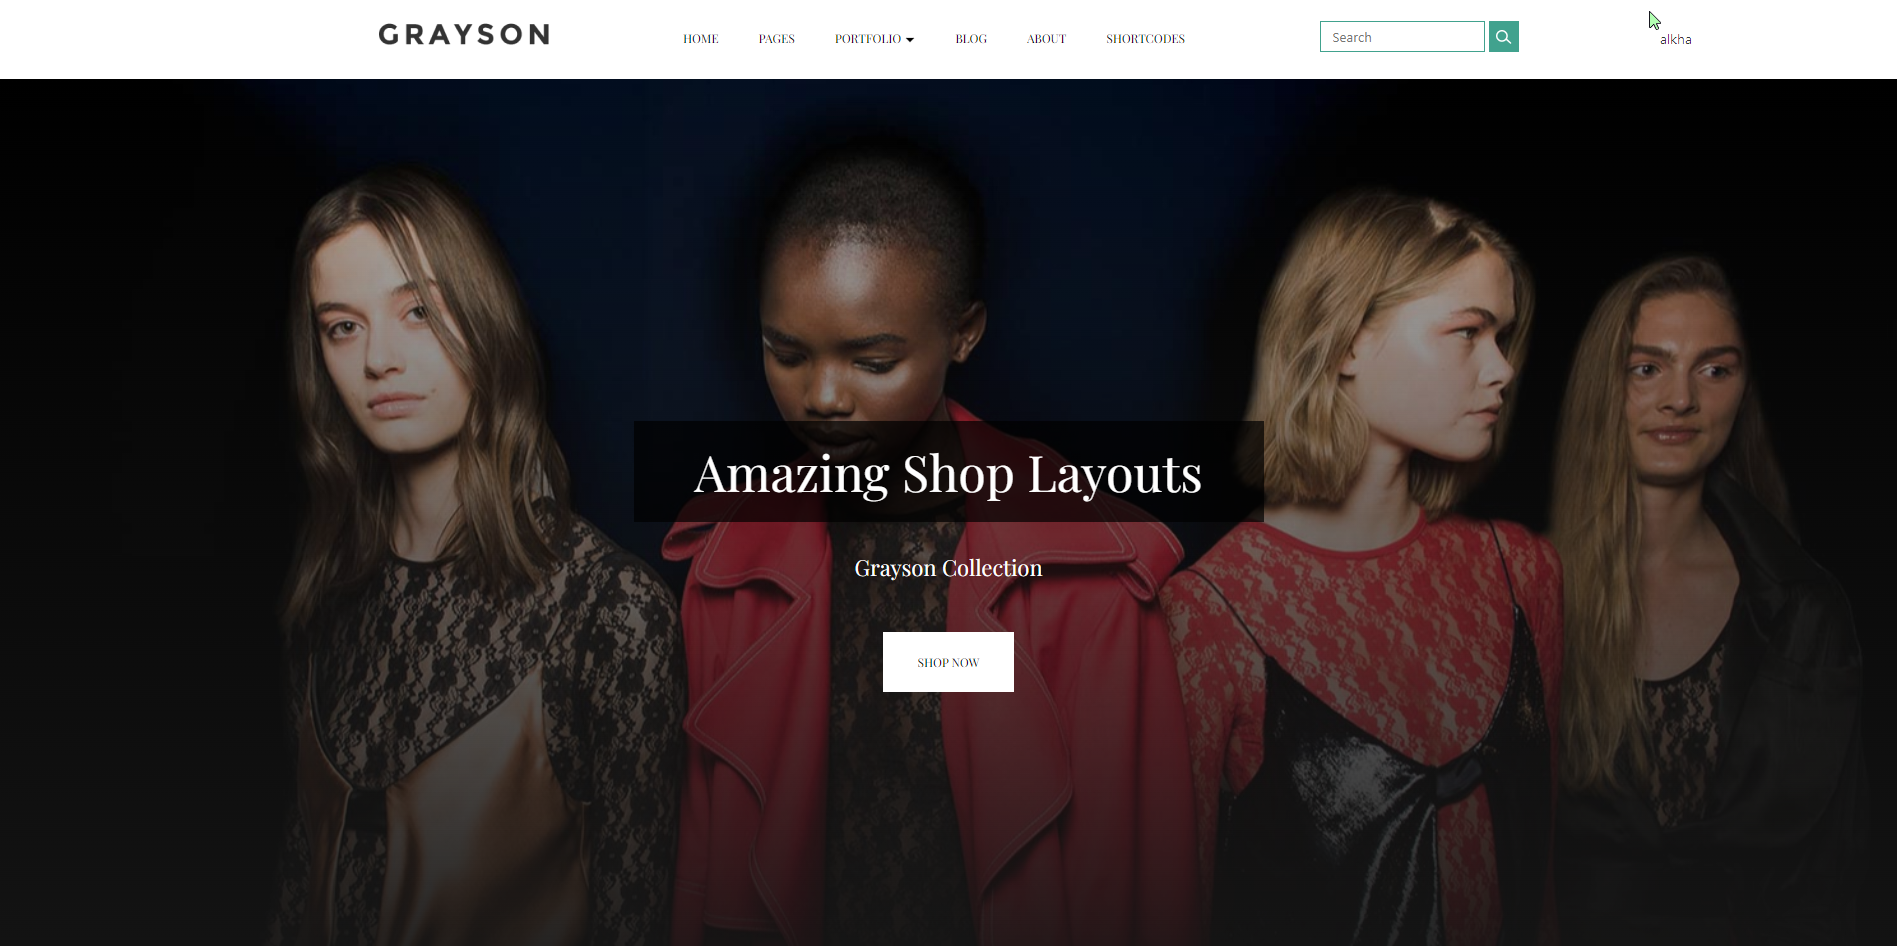 GRAYSON
HOME PAGES PORTFOLIO BLOG ABOUT SHORTCODES
Search
alkha
Amazing Shop Layouts
Grayson Collection
SHOP NOW